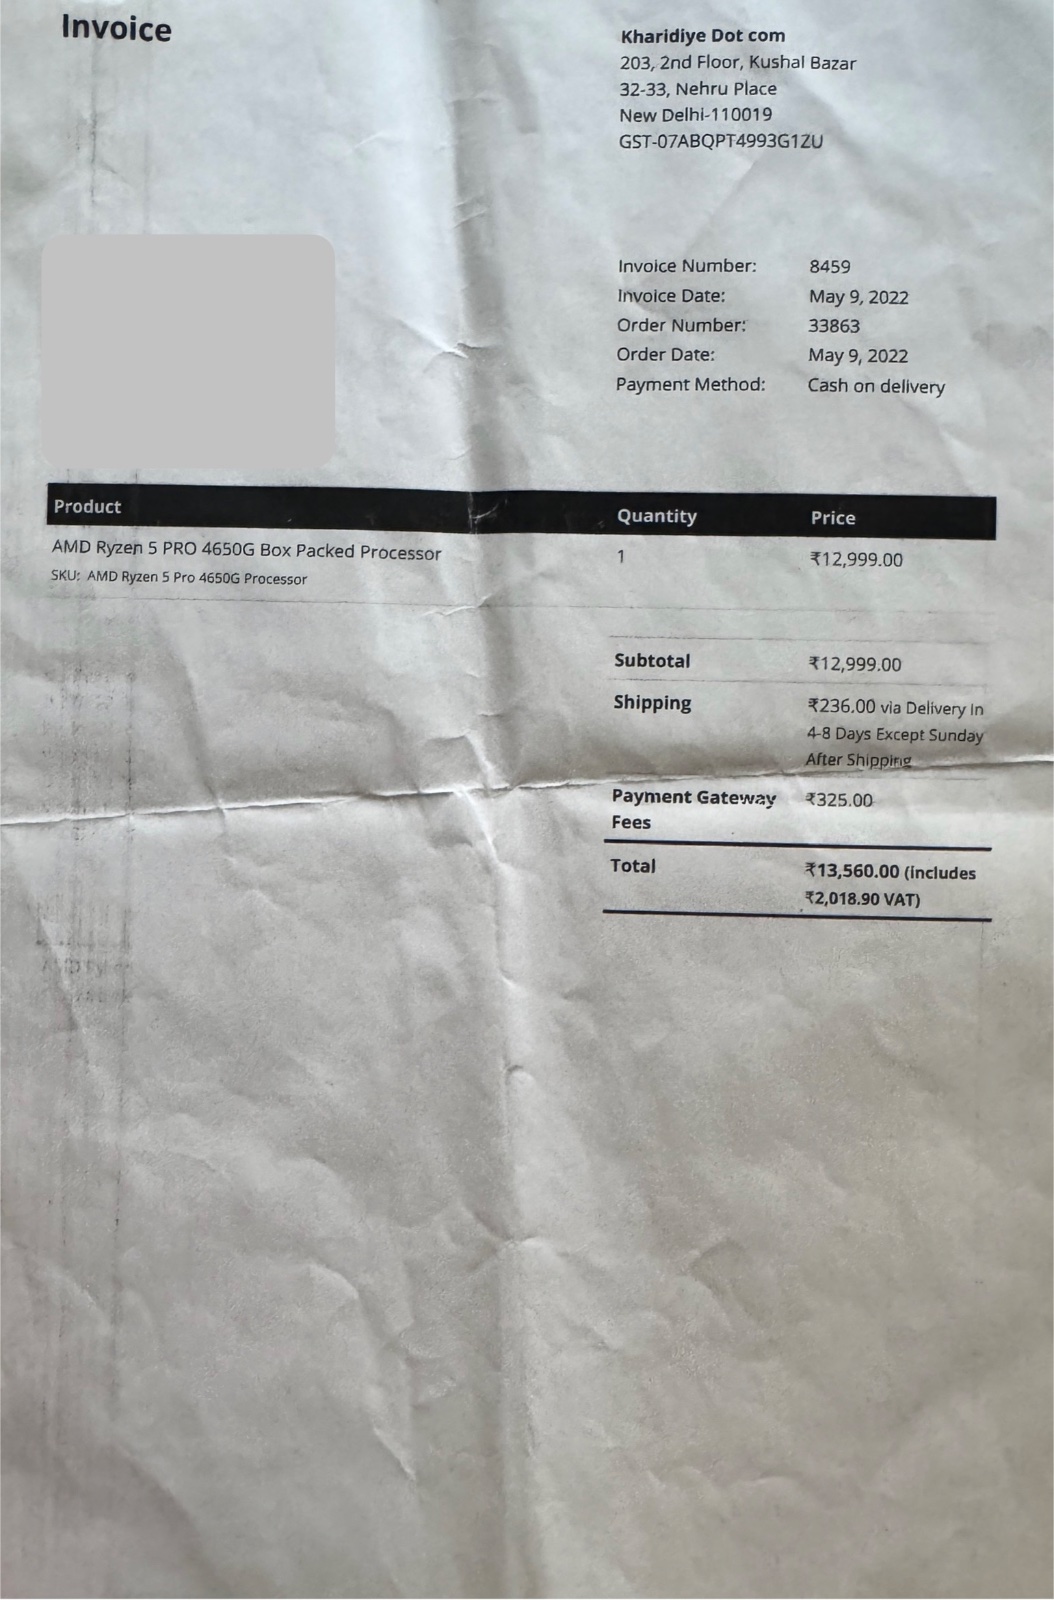 Invoice
Kharidiye Dot com
203, 2nd Floor, Kushal Bazar
32-33, Nehru Place
New Delhi-110019
GST-07ABQPT4993G1ZU
Invoice Number: 8459
Invoice Date: May 9, 2022
Order Number: 33863
Order Date: May 9, 2022
Payment Method: Cash on delivery
Product Quantity Price
AMD Ryzen 5 PRO 4650G Box Packed Processor 1 ₹12,999.00
SKU: AMD Ryzen 5 Pro 4650G Processor
Subtotal ₹12,999.00
Shipping ₹236.00 via Delivery in
4-8 Days Except Sunday
After Shipping
Payment Gateway ₹325.00
Fees
Total ₹13,560.00 (includes
₹2,018.90 VAT)